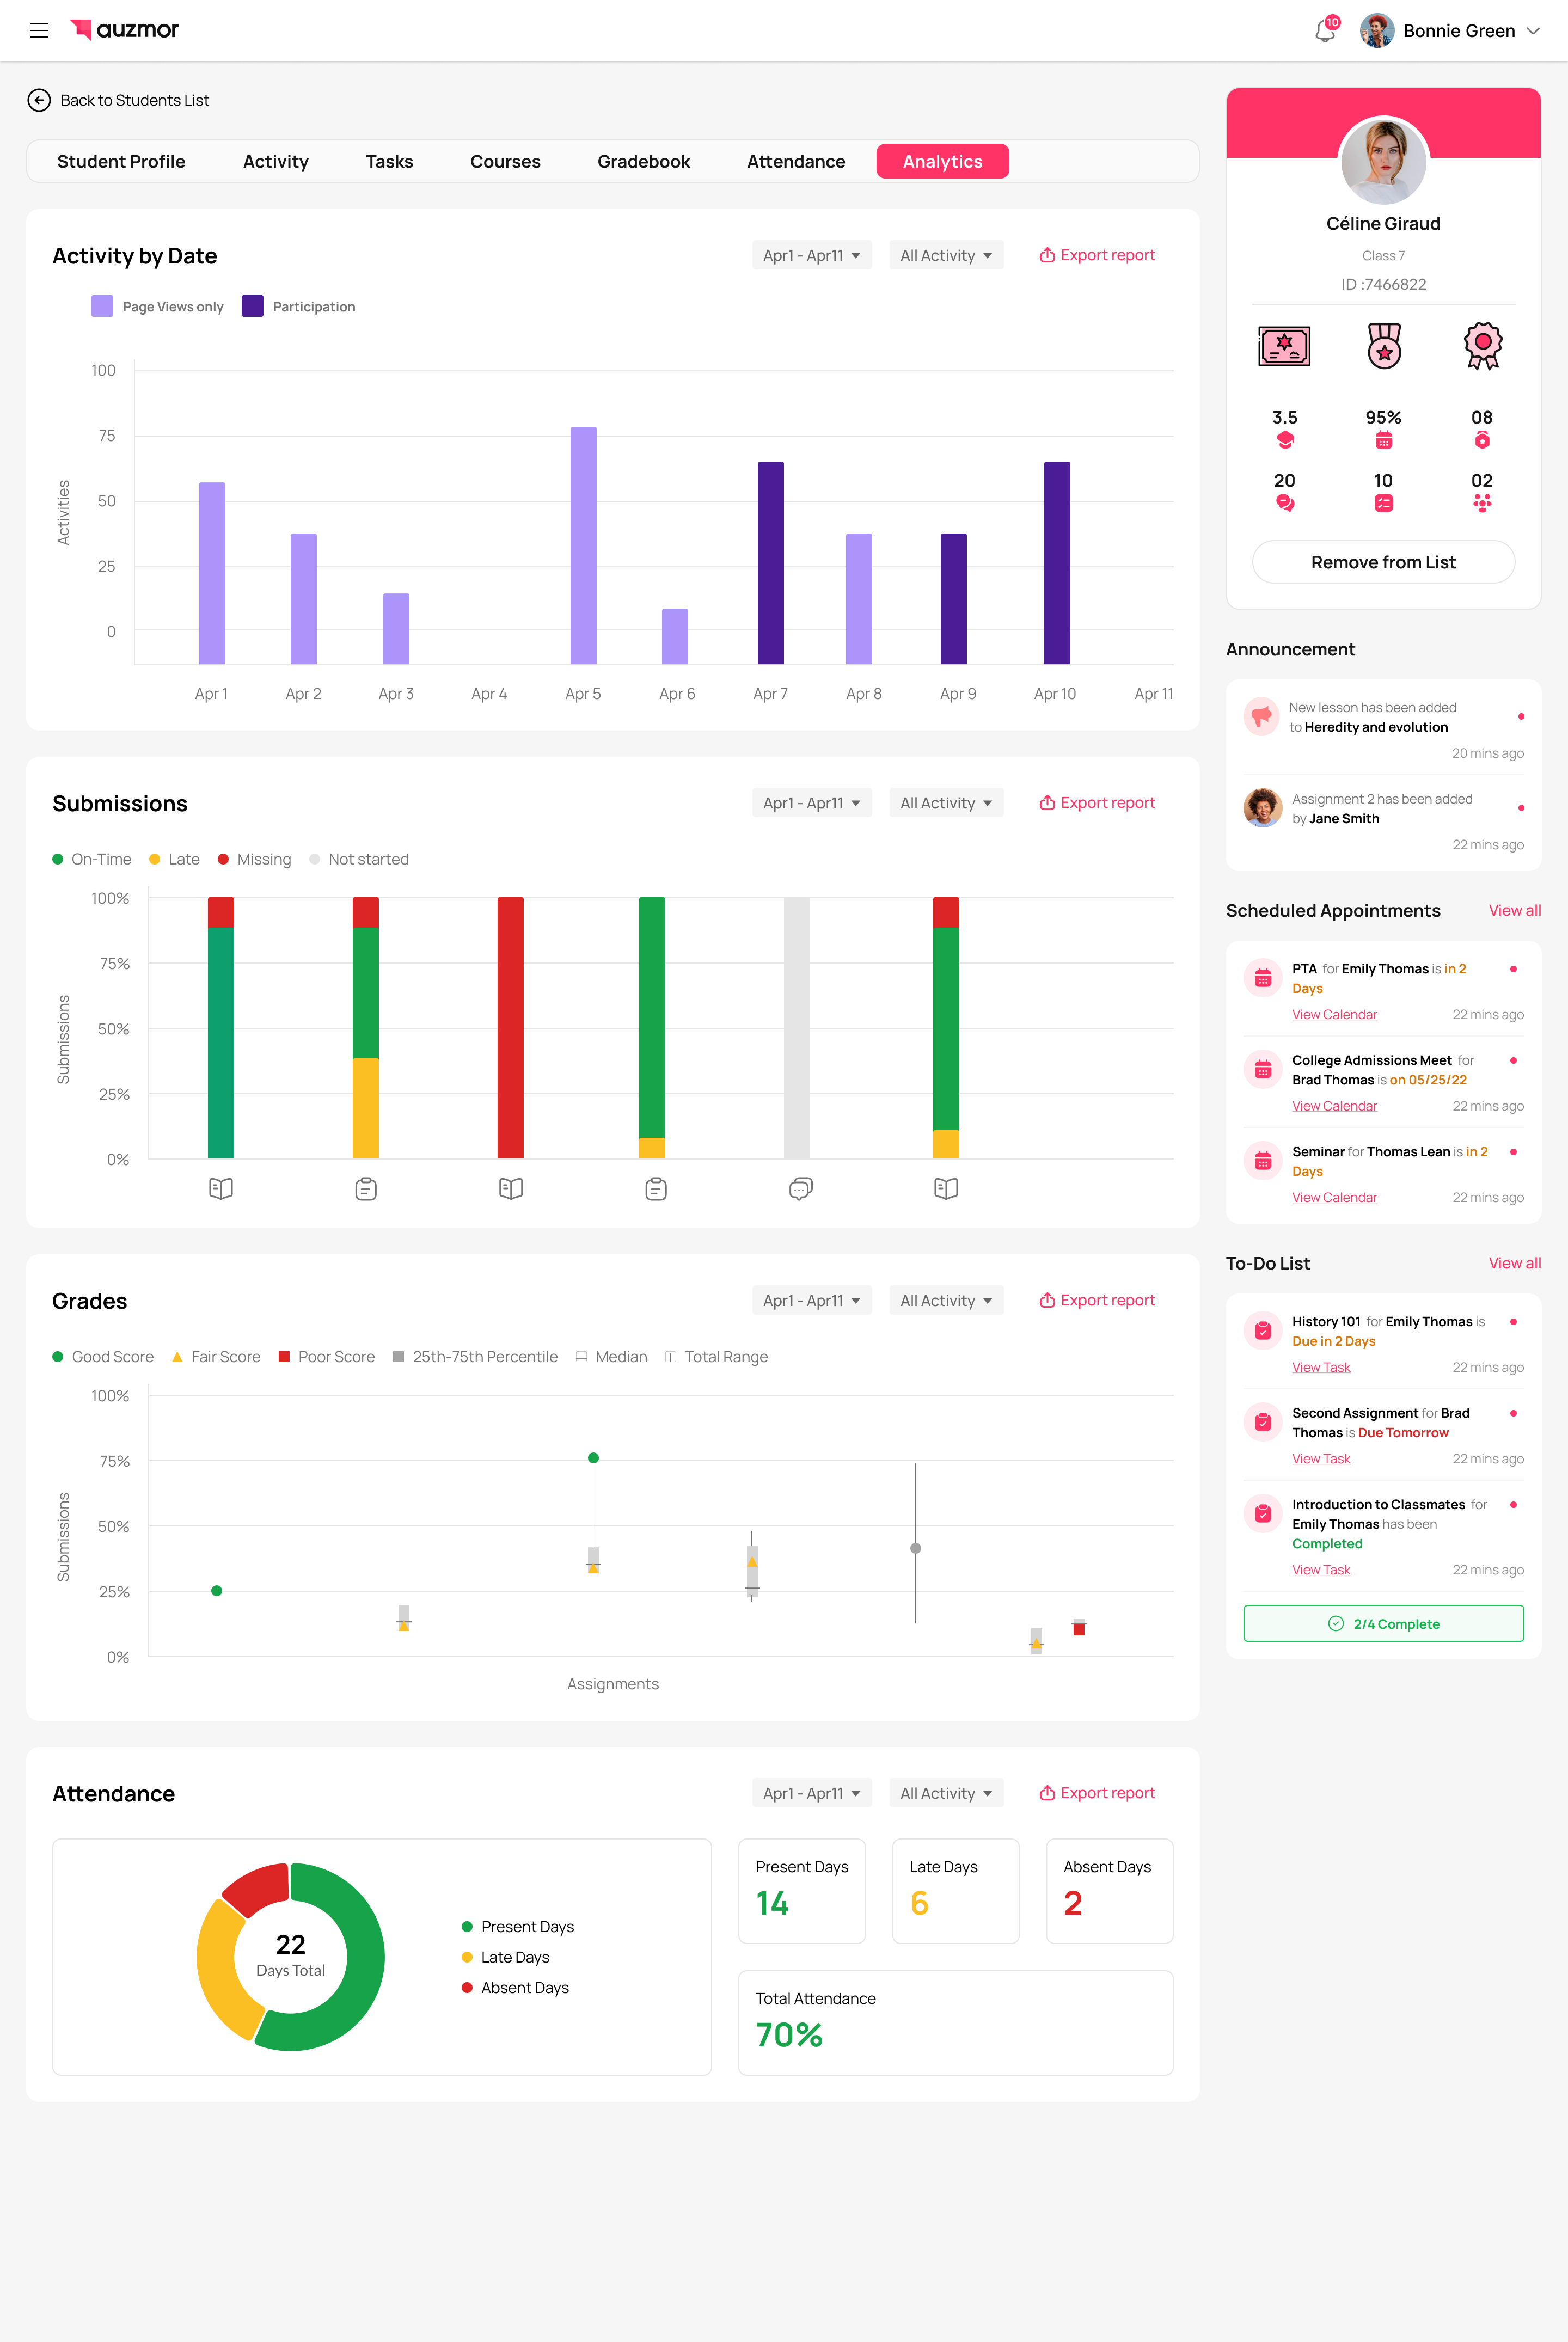 auzmor
10
Bonnie Green
Back to Students List
Student Profile
Activity
Tasks
Courses
Gradebook
Attendance
Analytics
Activity by Date
Apr1 - Apr11
All Activity
Export report
Page Views only
Participation
100
75
50
25
0
Activities
Apr 1
Apr 2
Apr 3
Apr 4
Apr 5
Apr 6
Apr 7
Apr 8
Apr 9
Apr 10
Apr 11
Submissions
Apr1 - Apr11
All Activity
Export report
On-Time
Late
Missing
Not started
100%
75%
50%
25%
0%
Submissions
Grades
Apr1 - Apr11
All Activity
Export report
Good Score
Fair Score
Poor Score
25th-75th Percentile
Median
Total Range
100%
75%
50%
25%
0%
Submissions
Assignments
Attendance
Apr1 - Apr11
All Activity
Export report
22
Days Total
Present Days
Late Days
Absent Days
Present Days
14
Late Days
6
Absent Days
2
Total Attendance
70%
Céline Giraud
Class 7
ID :7466822
3.5
95%
08
20
10
02
Remove from List
Announcement
New lesson has been added
to Heredity and evolution
20 mins ago
Assignment 2 has been added
by Jane Smith
22 mins ago
Scheduled Appointments
View all
PTA for Emily Thomas is in 2
Days
View Calendar
22 mins ago
College Admissions Meet for
Brad Thomas is on 05/25/22
View Calendar
22 mins ago
Seminar for Thomas Lean is in 2
Days
View Calendar
22 mins ago
To-Do List
View all
History 101 for Emily Thomas is
Due in 2 Days
View Task
22 mins ago
Second Assignment for Brad
Thomas is Due Tomorrow
View Task
22 mins ago
Introduction to Classmates for
Emily Thomas has been
Completed
View Task
22 mins ago
2/4 Complete